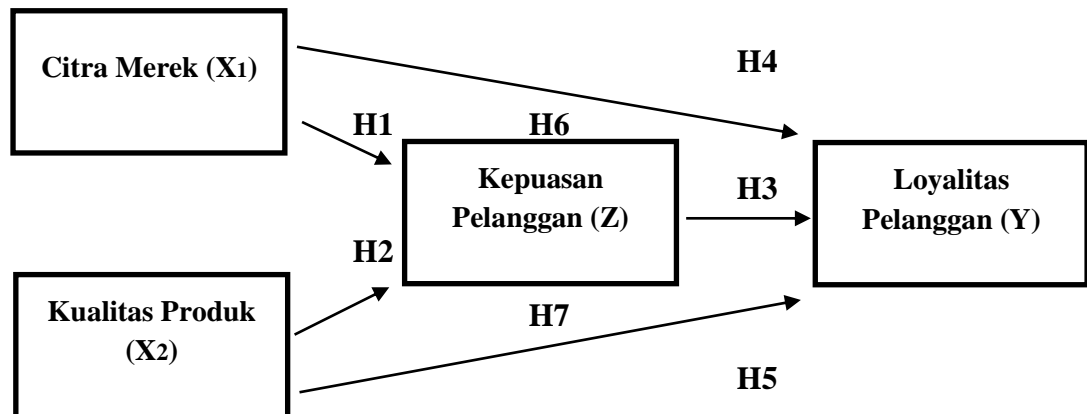 Citra Merek (X1)
H4
H1
H6
Kepuasan
Pelanggan (Z)
H3
Loyalitas
Pelanggan (Y)
H2
Kualitas Produk
(X2)
H7
H5